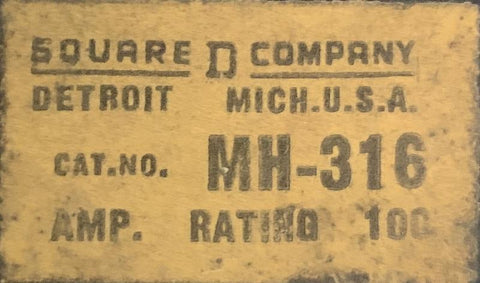 SQUARE D COMPANY
DETROIT MICH.U.S.A.
CAT.NO. MH-316
AMP. RATING 100